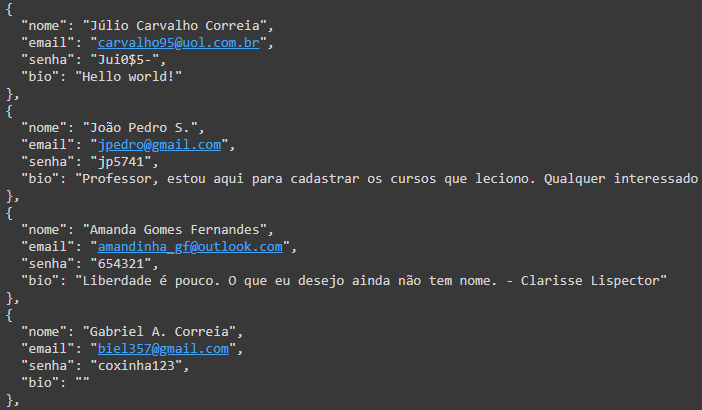 {
"nome": "Júlio Carvalho Correia",
"email": "carvalho95@uol.com.br",
"senha": "Jui0$5-",
"bio": "Hello world!"
},
{
"nome": "João Pedro S.",
"email": "jpedro@gmail.com",
"senha": "jp5741",
"bio": "Professor, estou aqui para cadastrar os cursos que leciono. Qualquer interessado
},
{
"nome": "Amanda Gomes Fernandes",
"email": "amandinha_gf@outlook.com",
"senha": "654321",
"bio": "Liberdade é pouco. O que eu desejo ainda não tem nome. - Clarisse Lispector"
},
{
"nome": "Gabriel A. Correia",
"email": "biel357@gmail.com",
"senha": "coxinha123",
"bio": ""
},